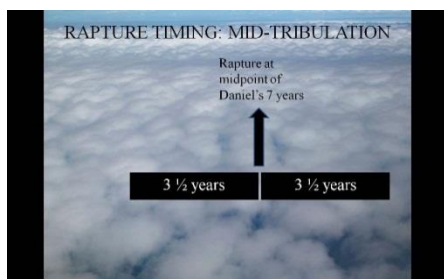 RAPTURE TIMING: MID-TRIBULATION
Rapture at
midpoint of
Daniel's 7 years
3 ½ years
3 ½ years